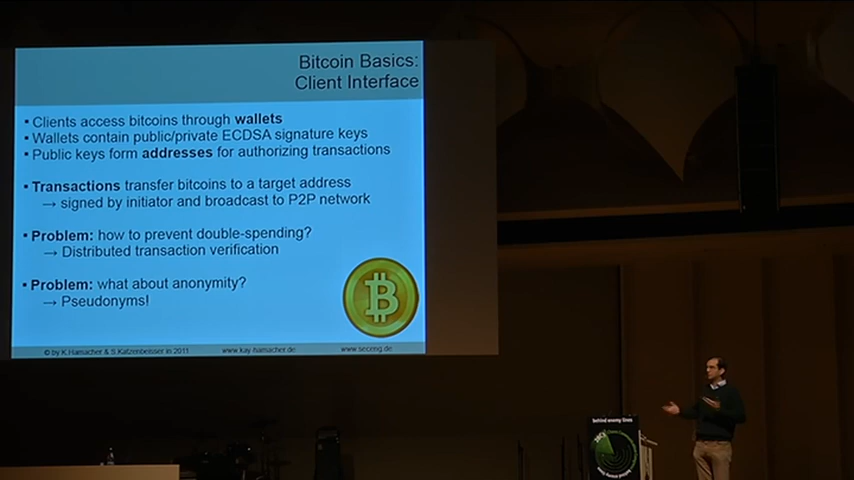 Bitcoin Basics:
Client Interface
▪ Clients access bitcoins through wallets
▪ Wallets contain public/private ECDSA signature keys
▪ Public keys form addresses for authorizing transactions
▪ Transactions transfer bitcoins to a target address
→ signed by initiator and broadcast to P2P network
▪ Problem: how to prevent double-spending?
→ Distributed transaction verification
▪ Problem: what about anonymity?
→ Pseudonyms!
© by K.Hamacher & S.Katzenbeisser in 2011 www.kay-hamacher.de www.seceng.de
behind enemy lines